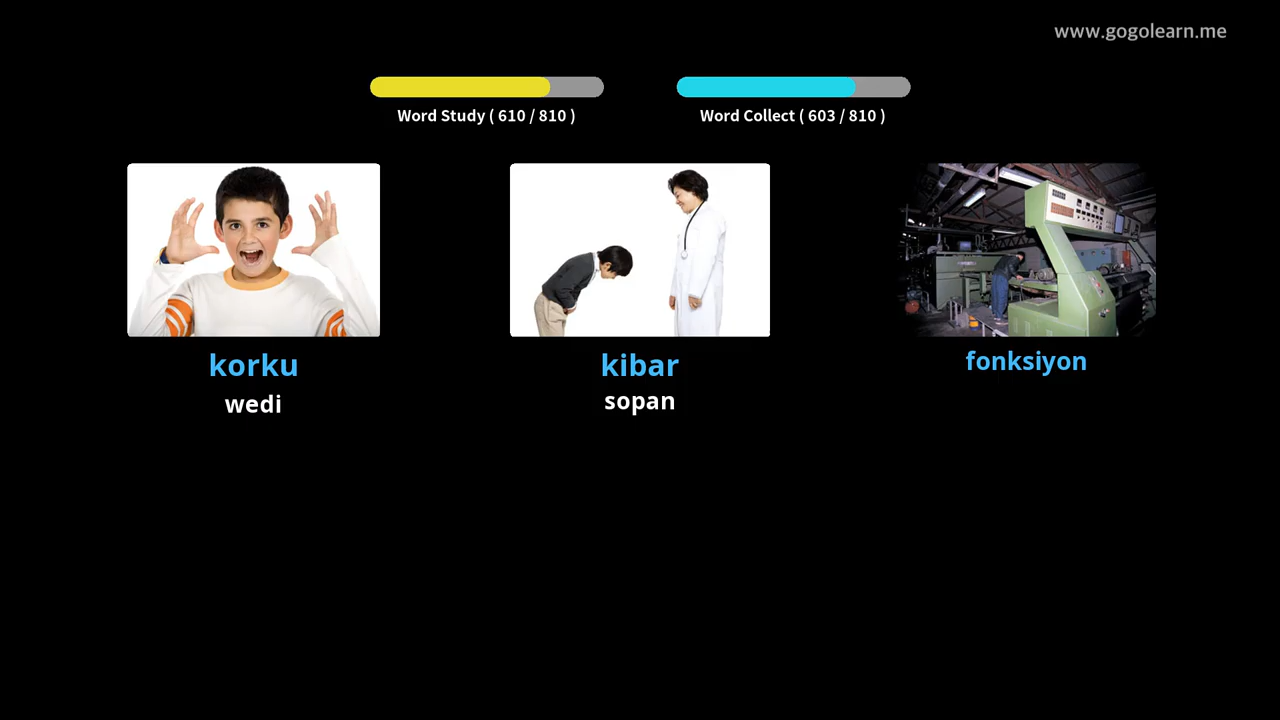 www.gogolearn.me
Word Study ( 610 / 810 )
Word Collect ( 603 / 810 )
korku
wedi
kibar
sopan
fonksiyon